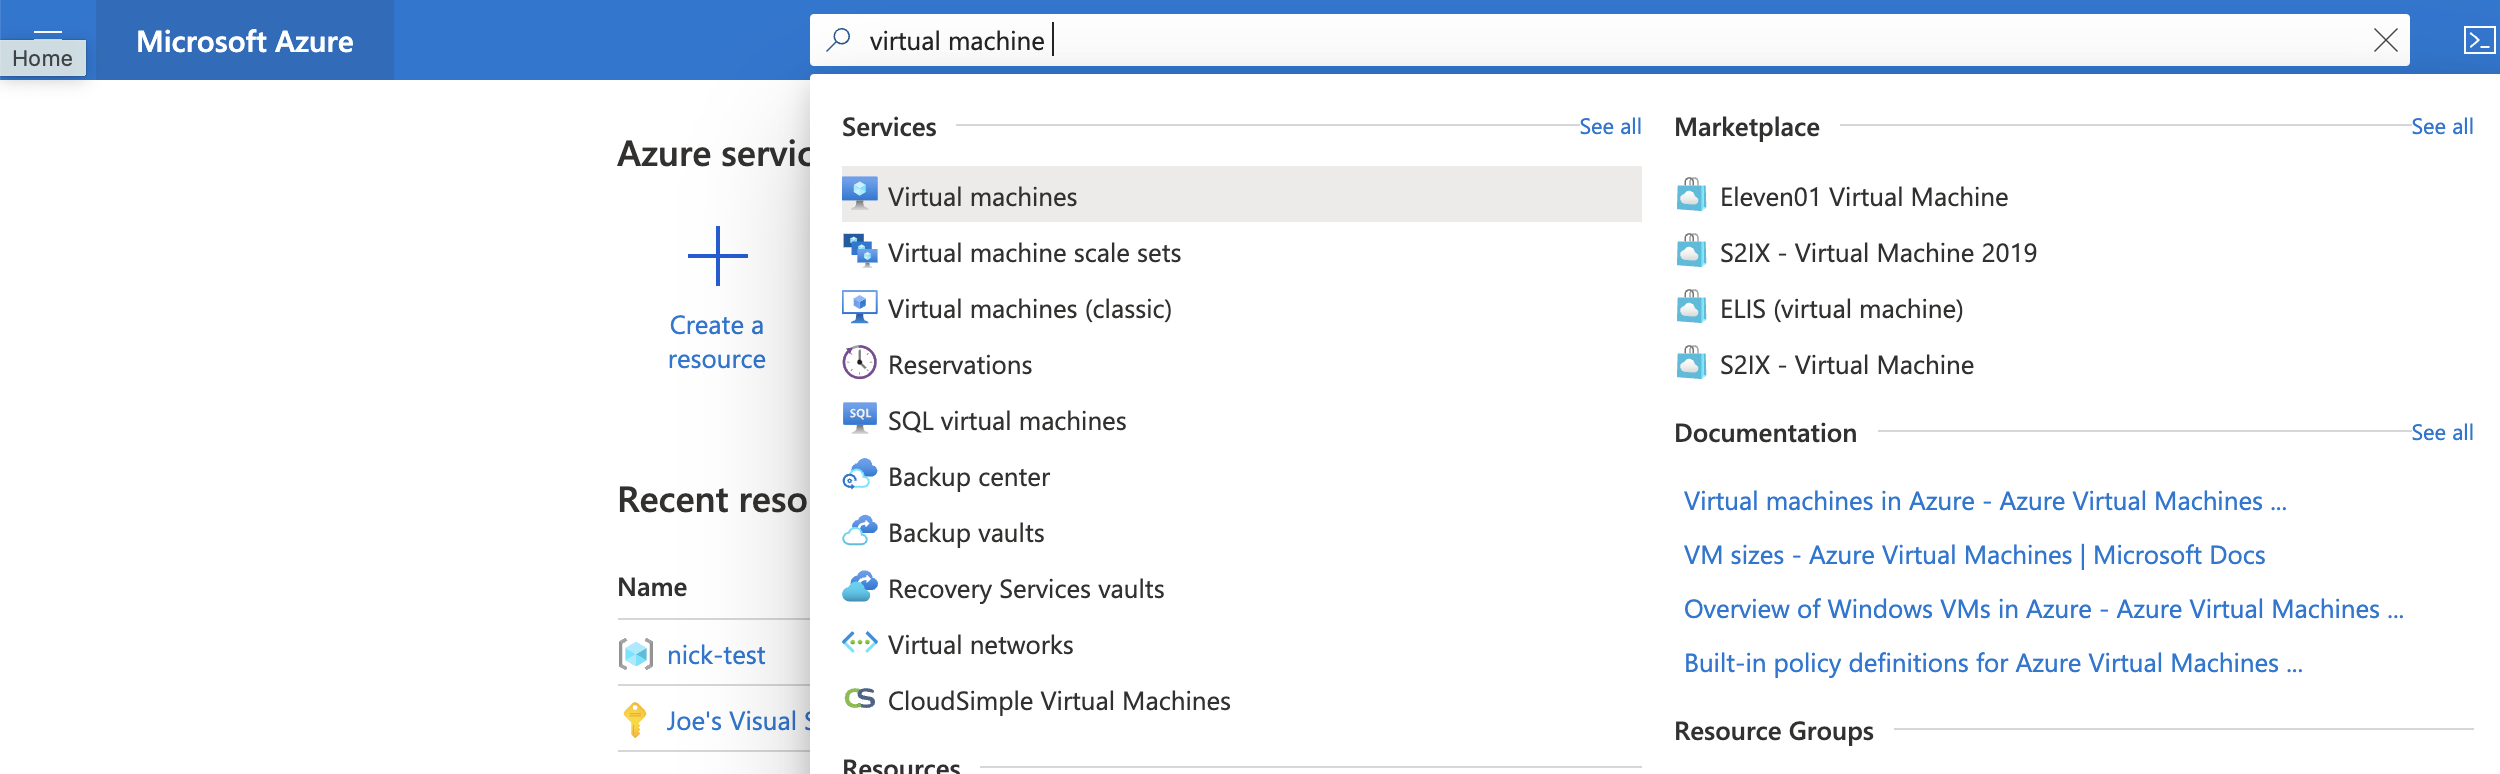 Microsoft Azure
virtual machine
Home
Services
See all
Virtual machines
Virtual machine scale sets
Virtual machines (classic)
Reservations
SQL
SQL virtual machines
Backup center
Backup vaults
Recovery Services vaults
Virtual networks
CS
CloudSimple Virtual Machines
Resources
Marketplace
See all
Eleven01 Virtual Machine
S2IX - Virtual Machine 2019
ELIS (virtual machine)
S2IX - Virtual Machine
Documentation
See all
Virtual machines in Azure - Azure Virtual Machines ...
VM sizes - Azure Virtual Machines | Microsoft Docs
Overview of Windows VMs in Azure - Azure Virtual Machines ...
Built-in policy definitions for Azure Virtual Machines ...
Resource Groups
Azure servic
Create a
resource
Recent reso
Name
nick-test
Joe's Visual S